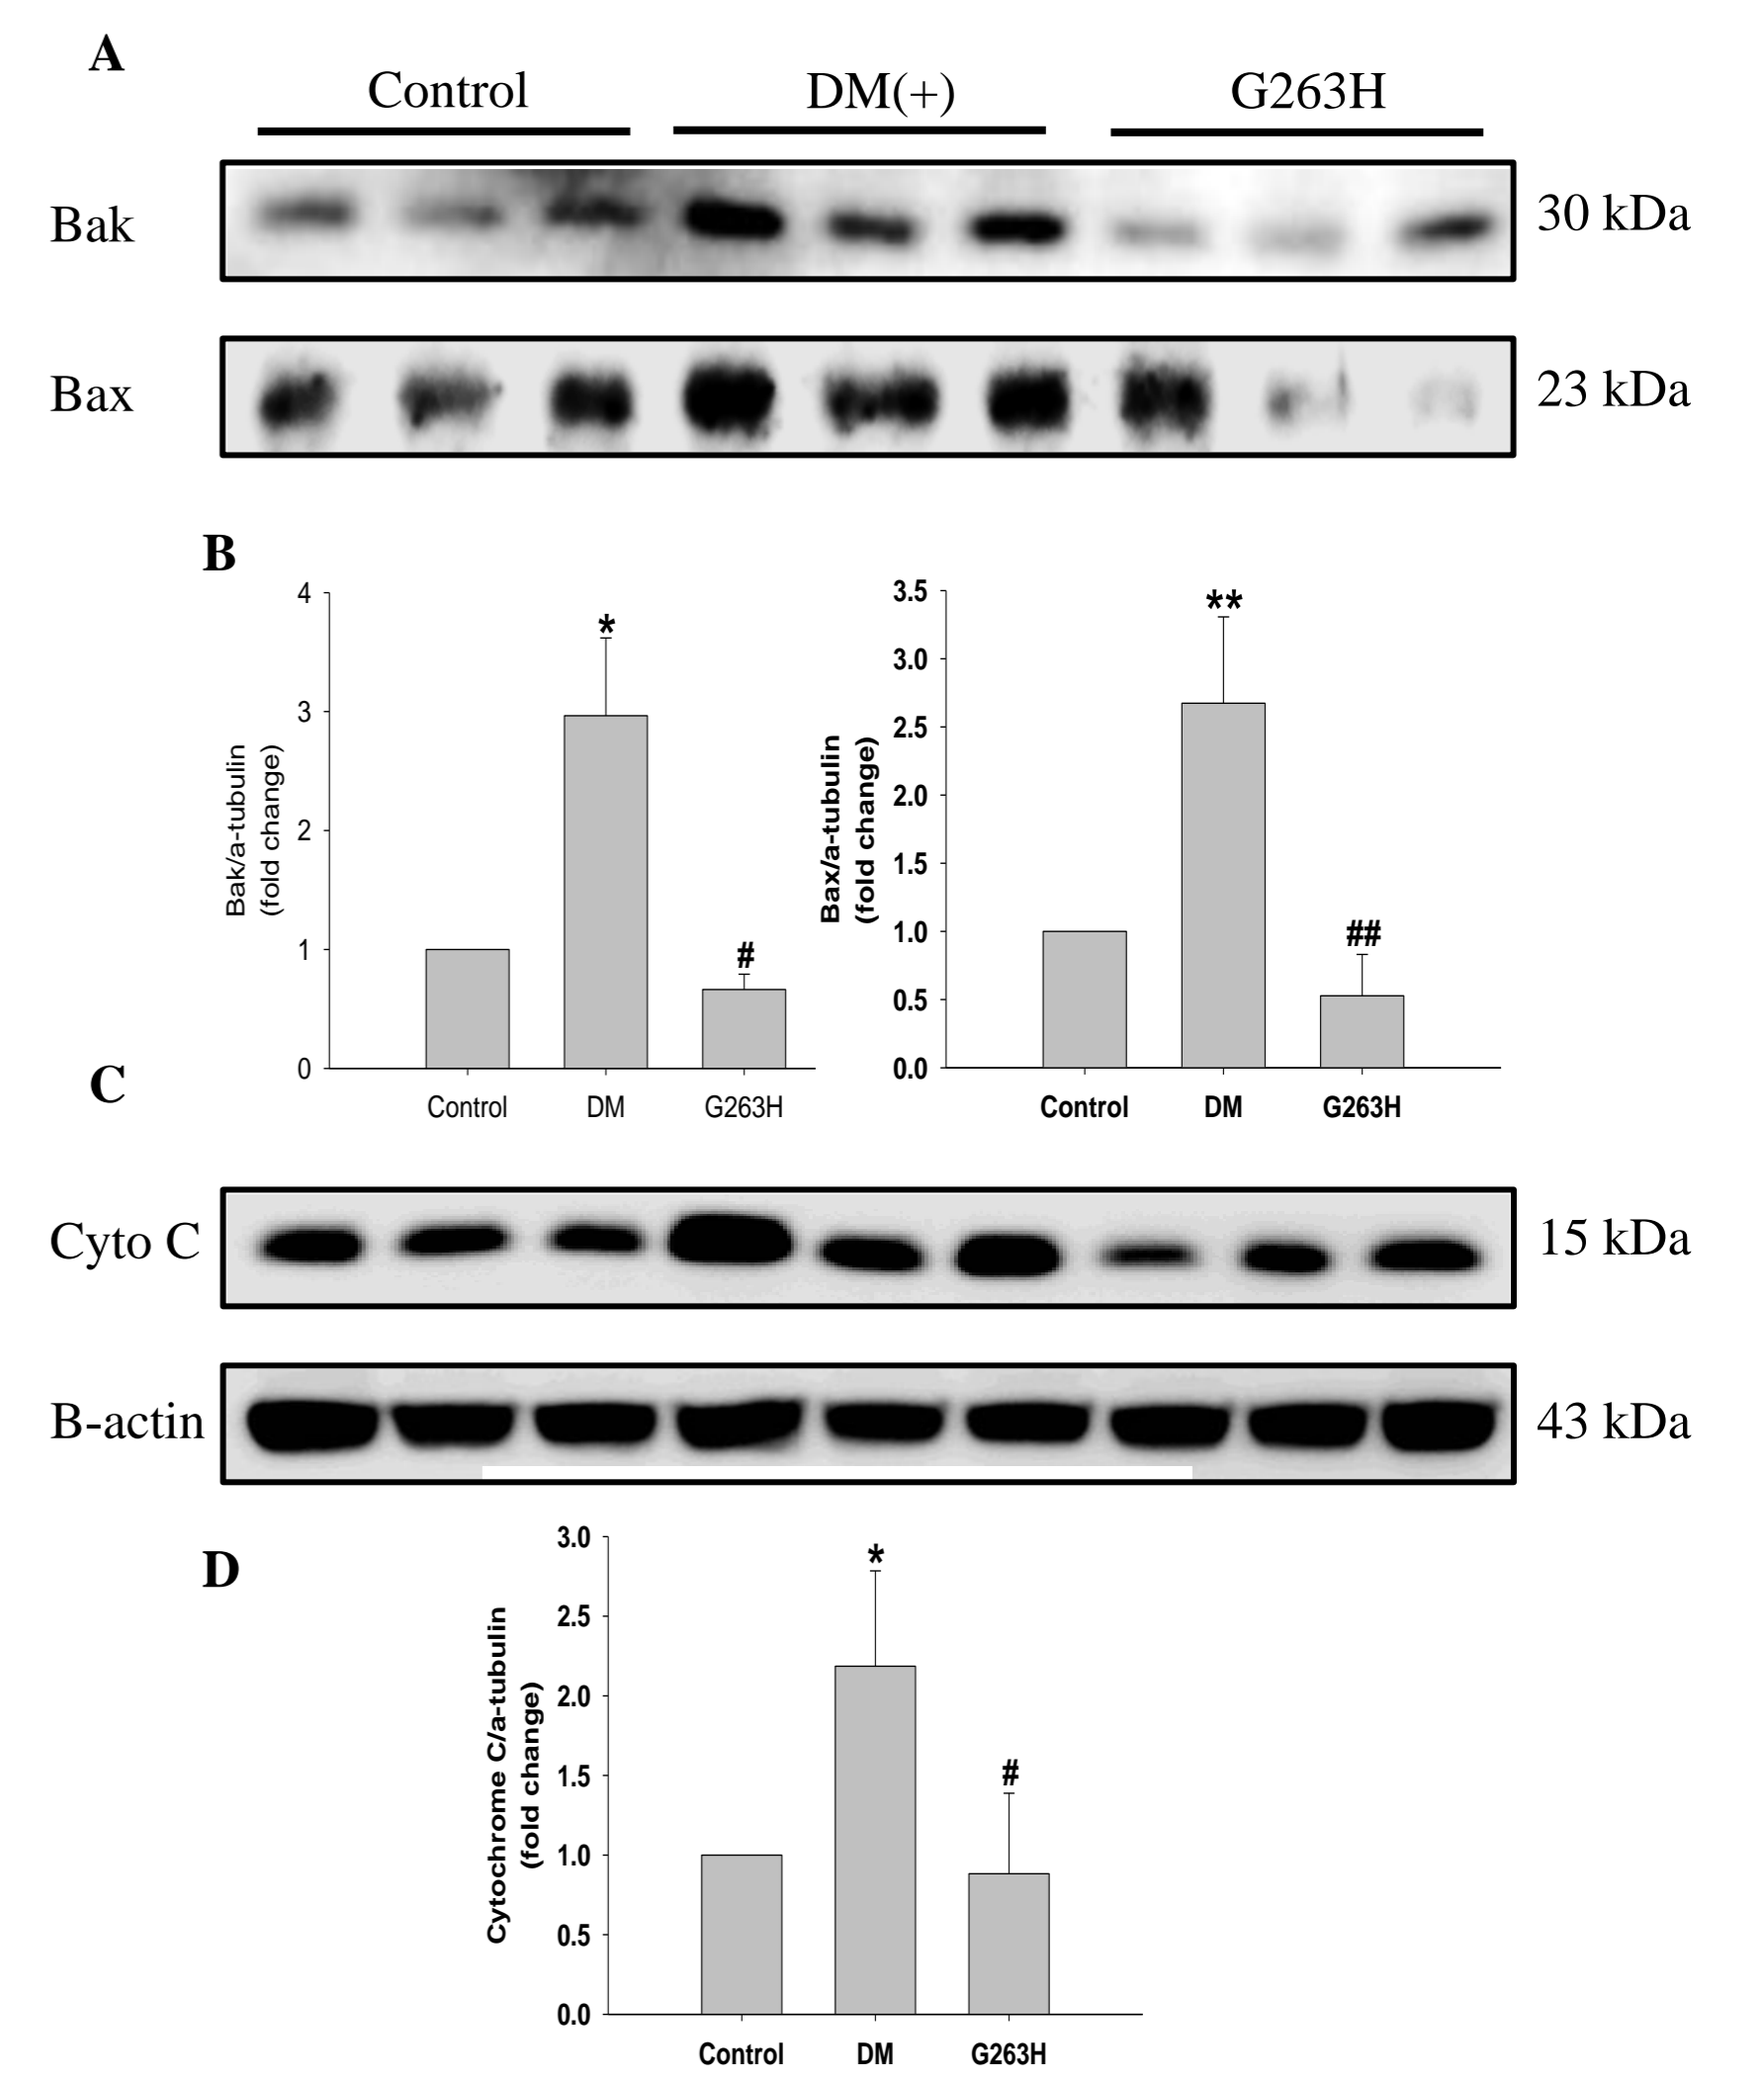 A
Control DM(+) G263H
Bak 30 kDa
Bax 23 kDa
B
Bak/a-tubulin
(fold change)
4
3
2
1
0
*
#
Control DM G263H
Bax/a-tubulin
(fold change)
3.5
3.0
2.5
2.0
1.5
1.0
0.5
0.0
**
##
Control DM G263H
C
Cyto C 15 kDa
B-actin 43 kDa
D
Cytochrome C/a-tubulin
(fold change)
3.0
2.5
2.0
1.5
1.0
0.5
0.0
*
#
Control DM G263H